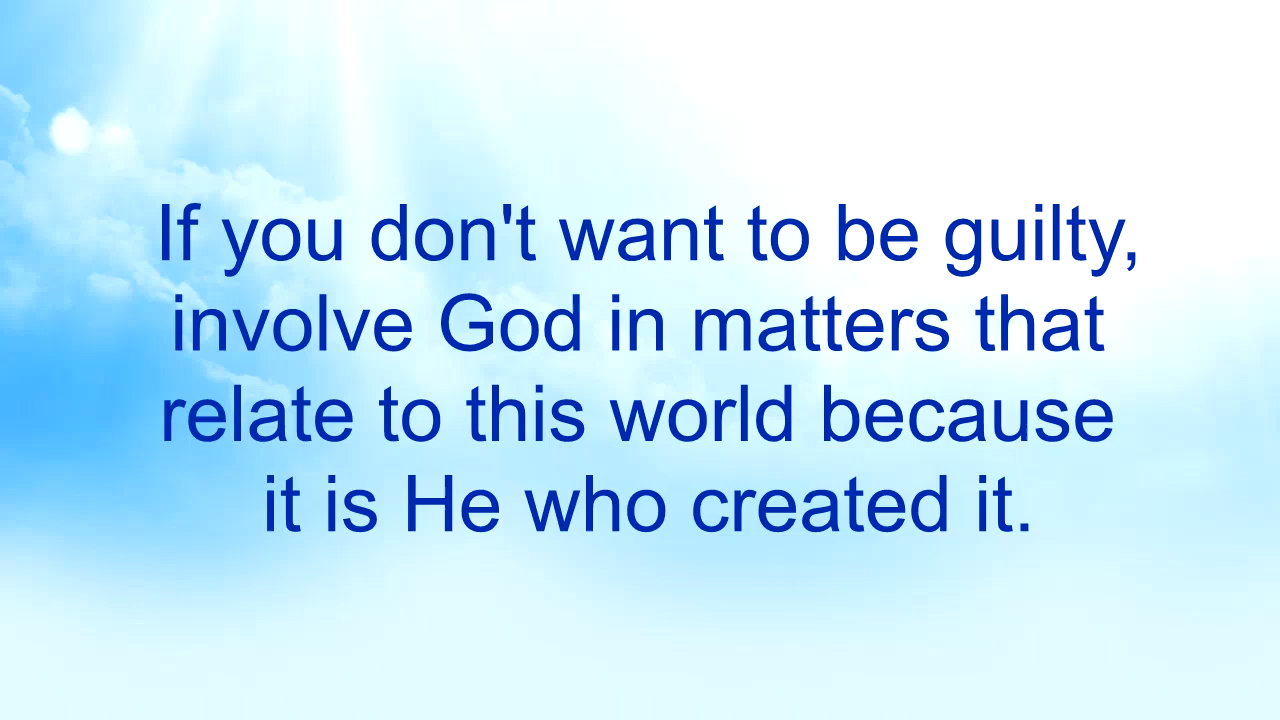 If you don't want to be guilty,
involve God in matters that
relate to this world because
it is He who created it.